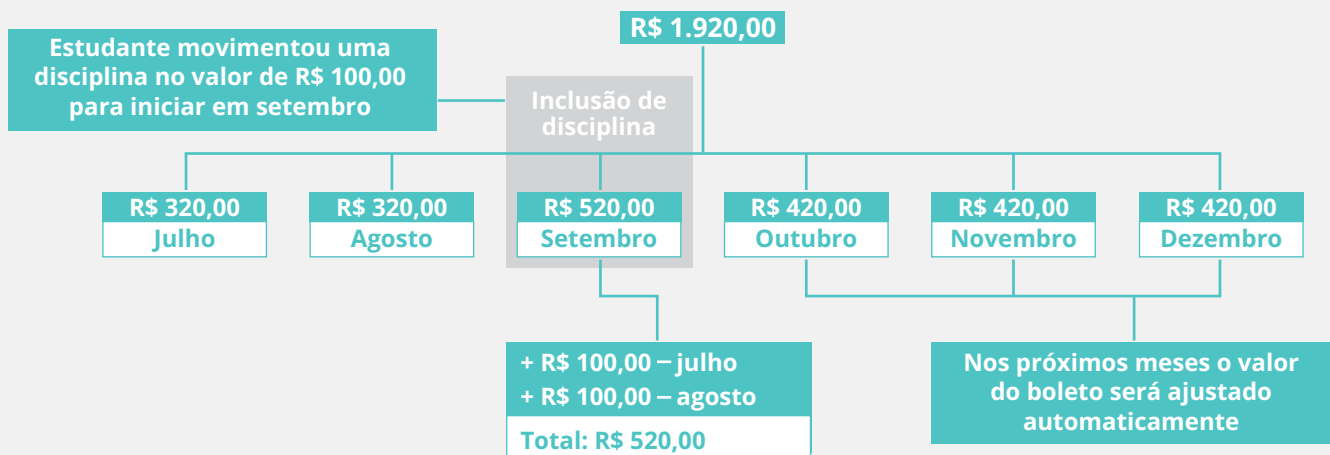 R$ 1.920,00
Estudante movimentou uma
disciplina no valor de R$ 100,00
para iniciar em setembro
Inclusão de
disciplina
R$ 320,00
Julho
R$ 320,00
Agosto
R$ 520,00
Setembro
R$ 420,00
Outubro
R$ 420,00
Novembro
R$ 420,00
Dezembro
+ R$ 100,00 – julho
+ R$ 100,00 – agosto
Total: R$ 520,00
Nos próximos meses o valor
do boleto será ajustado
automaticamente